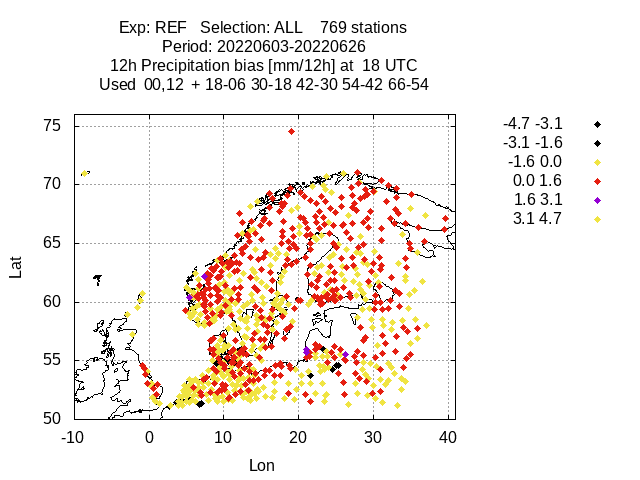 Exp: REF Selection: ALL 769 stations
Period: 20220603-20220626
12h Precipitation bias [mm/12h] at 18 UTC
Used 00,12 + 18-06 30-18 42-30 54-42 66-54
-4.7 -3.1
-3.1 -1.6
-1.6 0.0
0.0 1.6
1.6 3.1
3.1 4.7
75
70
65
60
55
50
Lat
-10 0 10 20 30 40
Lon